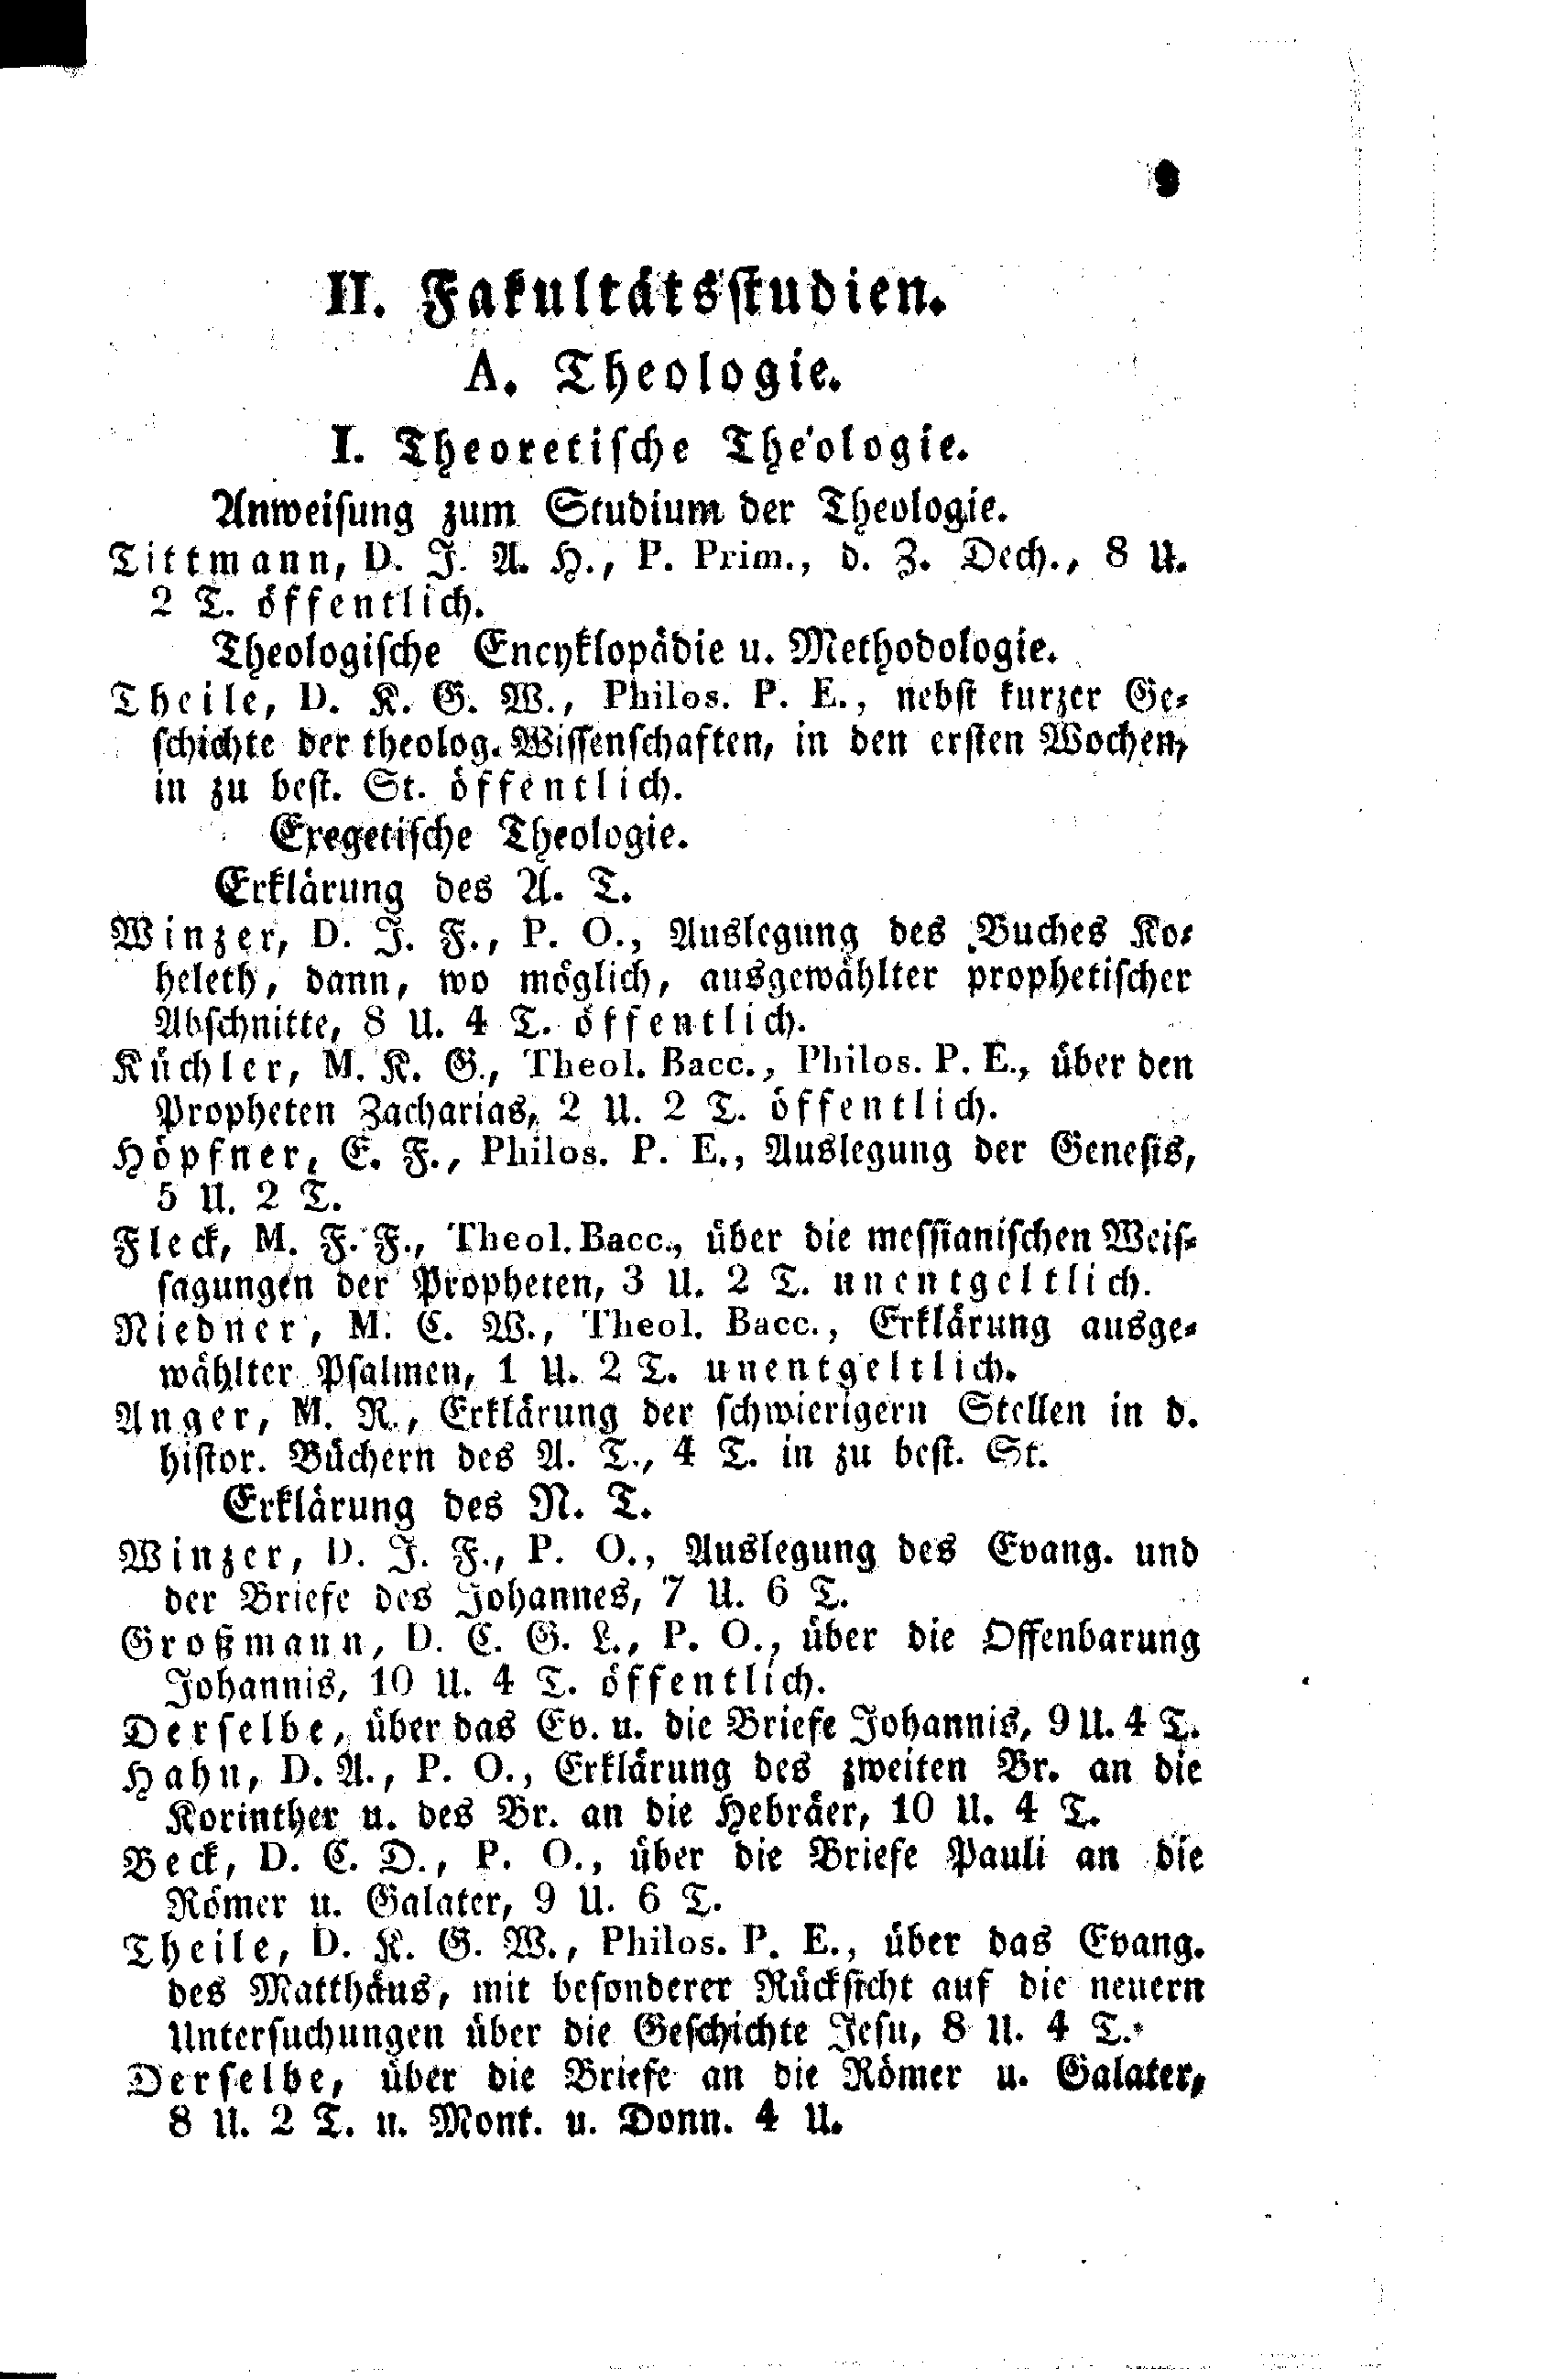 9
II. Fakultätsstudien.
A. Theologie.
I. Theoretische Theologie.
Anweisung zum Studium der Theologie.
Tittmann, D. J. A. H., P. Prim., d. Z. Dech., 8 U.
2 T. öffentlich.
Theologische Encyklopädie u. Methodologie.
Theile, D. K. G. W., Philos. P. E., nebst kurzer Ge-
schichte der theolog. Wissenschaften, in den ersten Wochen,
in zu best. St. öffentlich.
Exegetische Theologie.
Erklärung des A. T.
Winzer, D. J. F., P. O., Auslegung des Buches Ko-
heleth, dann, wo möglich, ausgewählter prophetischer
Abschnitte, 8 U. 4 T. öffentlich.
Küchler, M. K. G., Theol. Bacc., Philos. P. E., über den
Propheten Zacharias, 2 U. 2 T. öffentlich.
Höpfner, E. F., Philos. P. E., Auslegung der Genesis,
5 U. 2 T.
Fleck, M. F. F., Theol. Bacc., über die messianischen Weis-
sagungen der Propheten, 3 U. 2 T. unentgeltlich.
Niedner, M. C. W., Theol. Bacc., Erklärung ausge-
wählter Psalmen, 1 U. 2 T. unentgeltlich.
Anger, M. R., Erklärung der schwierigern Stellen in d.
histor. Büchern des A. T., 4 T. in zu best. St.
Erklärung des N. T.
Winzer, D. J. F., P. O., Auslegung des Evang. und
der Briefe des Johannes, 7 U. 6 T.
Großmann, D. C. G. L., P. O., über die Offenbarung
Johannis, 10 U. 4 T. öffentlich.
Derselbe, über das Ev. u. die Briefe Johannis, 9 U. 4 T.
Hahn, D. A., P. O., Erklärung des zweiten Br. an die
Korinther u. des Br. an die Hebräer, 10 U. 4 T.
Beck, D. C. D., P. O., über die Briefe Pauli an die
Römer u. Galater, 9 U. 6 T.
Theile, D. K. G. W., Philos. P. E., über das Evang.
des Matthäus, mit besonderer Rücksicht auf die neuern
Untersuchungen über die Geschichte Jesu, 8 U. 4 T.
Derselbe, über die Briefe an die Römer u. Galater,
8 U. 2 T. u. Mont. u. Donn. 4 U.